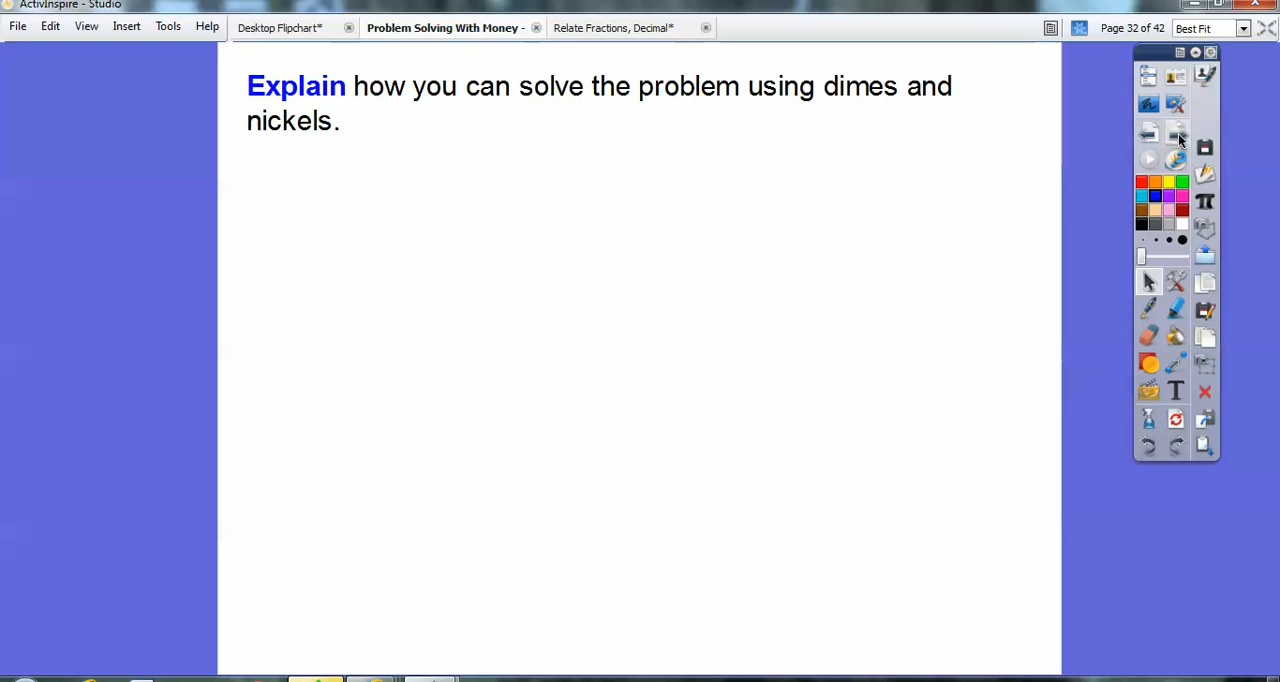 ActivInspire - Studio
File Edit View Insert Tools Help Desktop Flipchart* Problem Solving With Money - Relate Fractions, Decimal* Page 32 of 42 Best Fit
Explain how you can solve the problem using dimes and
nickels.